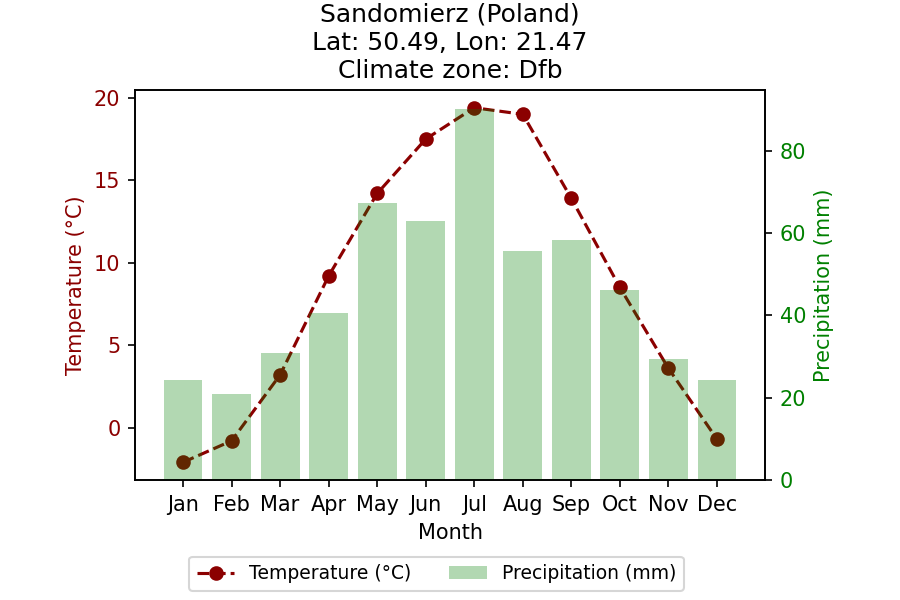 Sandomierz (Poland)
Lat: 50.49, Lon: 21.47
Climate zone: Dfb
Temperature (°C)
20
15
10
5
0
Precipitation (mm)
80
60
40
20
0
Jan Feb Mar Apr May Jun Jul Aug Sep Oct Nov Dec
Month
Temperature (°C) Precipitation (mm)